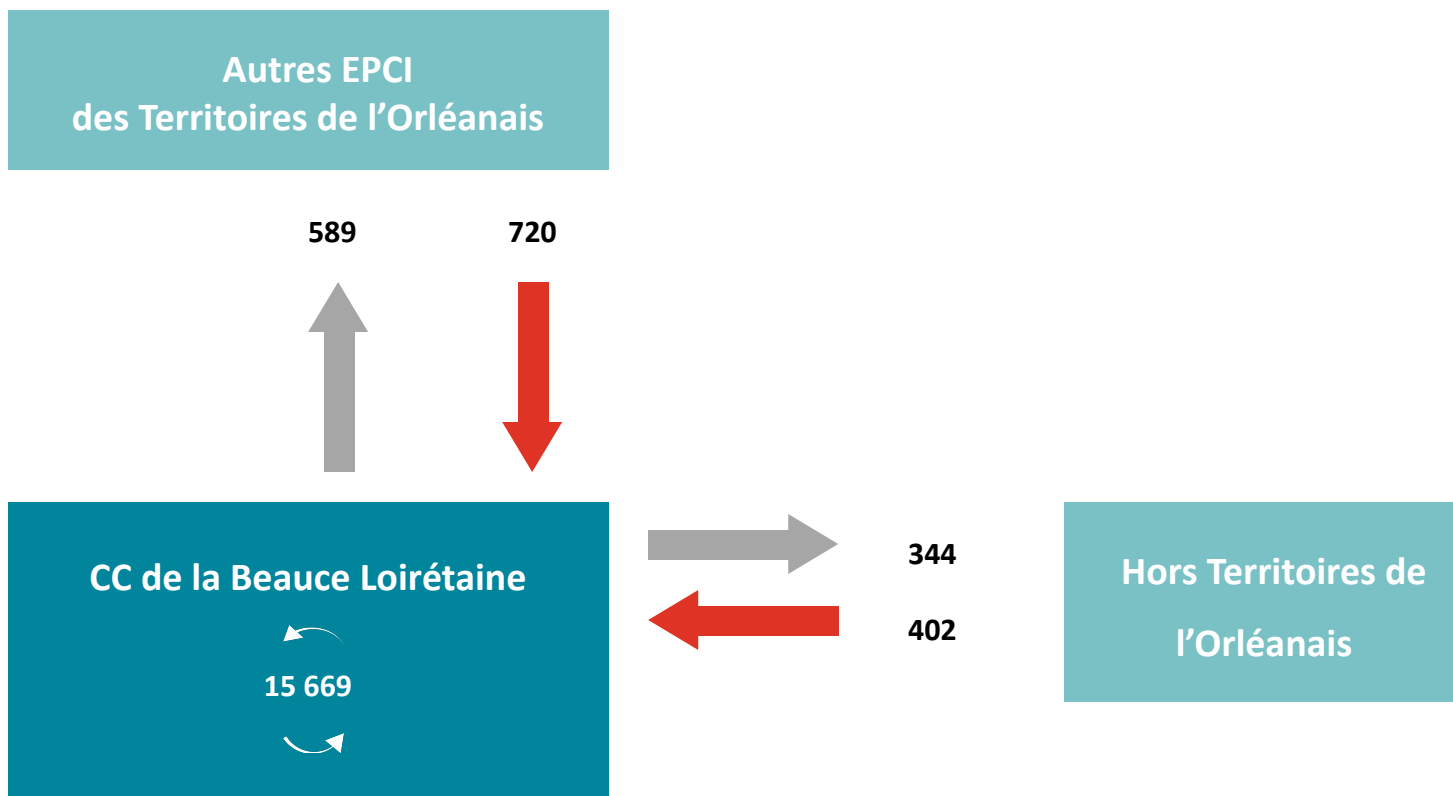 Autres EPCI
des Territoires de l’Orléanais
589 720
CC de la Beauce Loirétaine
15 669
344
402
Hors Territoires de
l’Orléanais